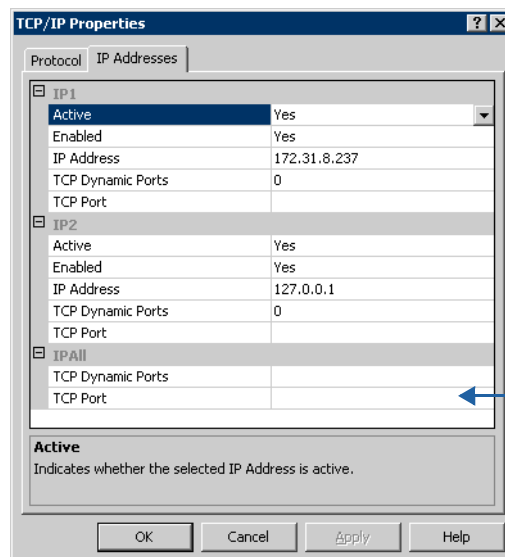 TCP/IP Properties
Protocol IP Addresses
IP1
Active Yes
Enabled Yes
IP Address 172.31.8.237
TCP Dynamic Ports 0
TCP Port
IP2
Active Yes
Enabled Yes
IP Address 127.0.0.1
TCP Dynamic Ports 0
TCP Port
IPAll
TCP Dynamic Ports
TCP Port
Active
Indicates whether the selected IP Address is active.
OK Cancel Apply Help